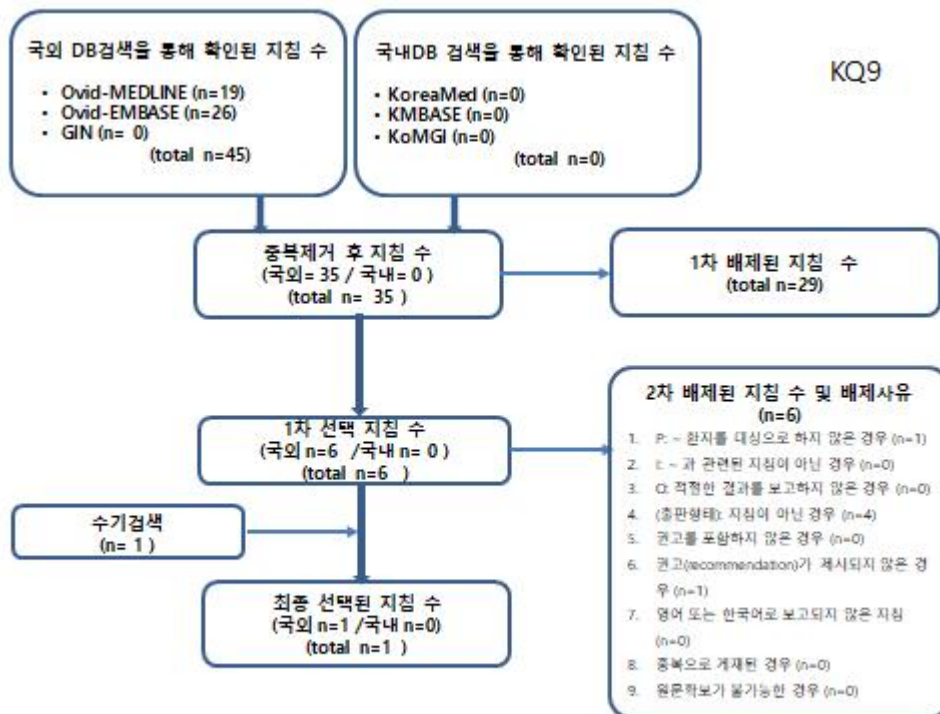 국외 DB검색을 통해 확인된 지침 수
• Ovid-MEDLINE (n=19)
• Ovid-EMBASE (n=26)
• GIN (n= 0)
(total n=45)
국내DB 검색을 통해 확인된 지침 수
• KoreaMed (n=0)
• KMBASE (n=0)
• KoMGI (n=0)
(total n=0)
KQ9
중복제거 후 지침 수
(국외= 35 / 국내= 0 )
(total n= 35 )
1차 배제된 지침 수
(total n=29)
1차 선택 지침 수
(국외 n=6 /국내 n= 0 )
(total n=6 )
2차 배제된 지침 수 및 배제사유
(n=6)
1. P: ~ 환자를 대상으로 하지 않은 경우 (n=1)
2. I: ~ 과 관련된 지침이 아닌 경우 (n=0)
3. O: 적절한 결과를 보고하지 않은 경우 (n=0)
4. (출판형태): 지침이 아닌 경우 (n=4)
5. 권고를 포함하지 않은 경우 (n=0)
6. 권고(recommendation)가 제시되지 않은 경
우 (n=1)
7. 영어 또는 한국어로 보고되지 않은 지침
(n=0)
8. 중복으로 게재된 경우 (n=0)
9. 원문확보가 불가능한 경우 (n=0)
수기검색
(n= 1 )
최종 선택된 지침 수
(국외 n=1 /국내 n=0)
(total n=1 )